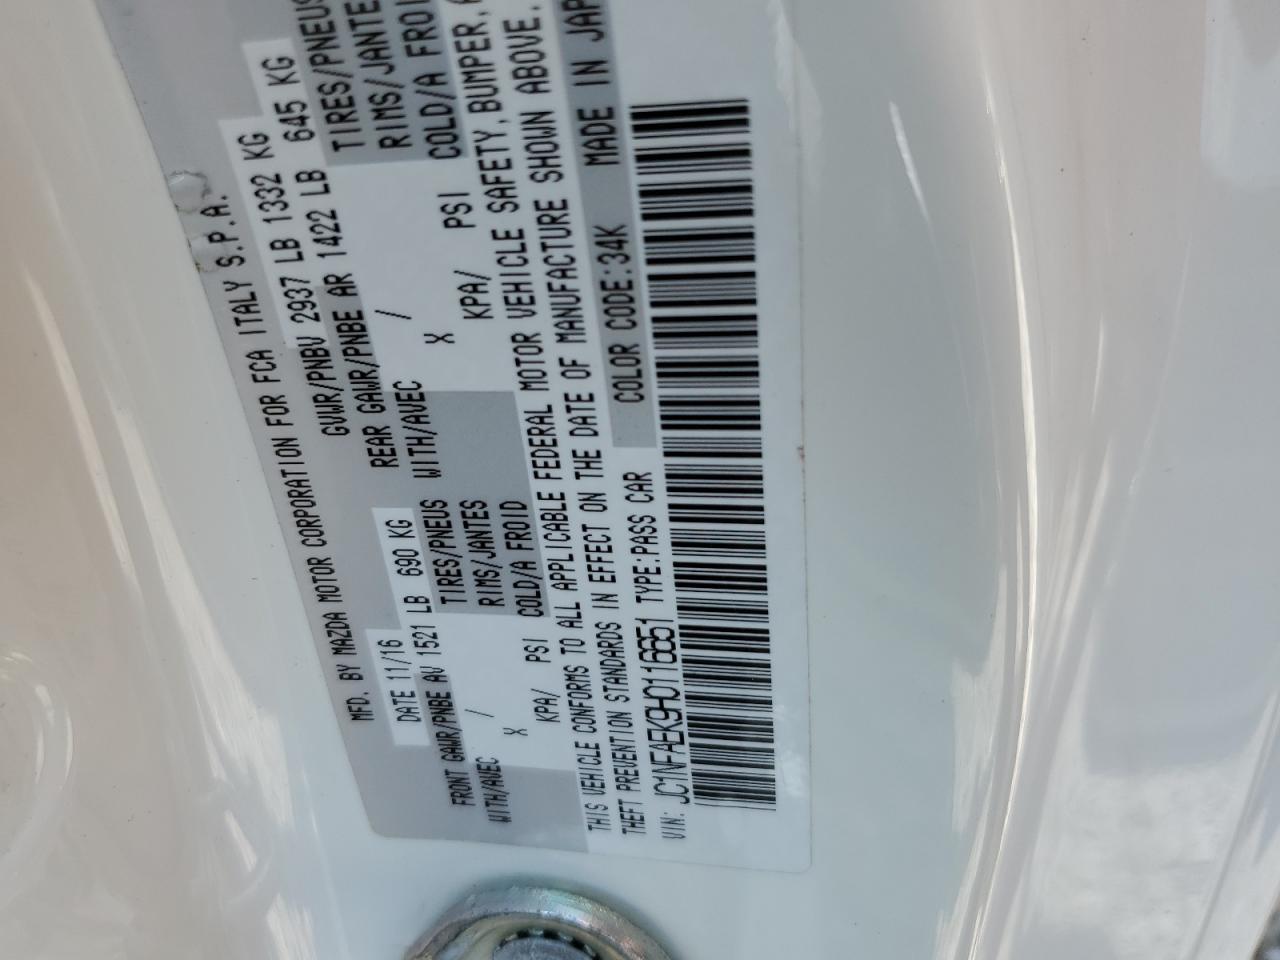 MFD. BY MAZDA MOTOR CORPORATION FOR FCA ITALY S.P.A.
DATE 11/16 GVWR/PNBV 2937 LB 1332 KG
FRONT GAWR/PNBE AV 1521 LB 690 KG REAR GAWR/PNBE AR 1422 LB 645 KG
WITH/AVEC / TIRES/PNEUS WITH/AVEC / TIRES/PNEUS
X RIMS/JANTES X RIMS/JANTE
KPA/ PSI COLD/A FROID KPA/ PSI COLD/A FROI
THIS VEHICLE CONFORMS TO ALL APPLICABLE FEDERAL MOTOR VEHICLE SAFETY, BUMPER, A
THEFT PREVENTION STANDARDS IN EFFECT ON THE DATE OF MANUFACTURE SHOWN ABOVE.
VIN: JC1NFAEK9H0116651 TYPE:PASS CAR COLOR CODE:34K MADE IN JAP